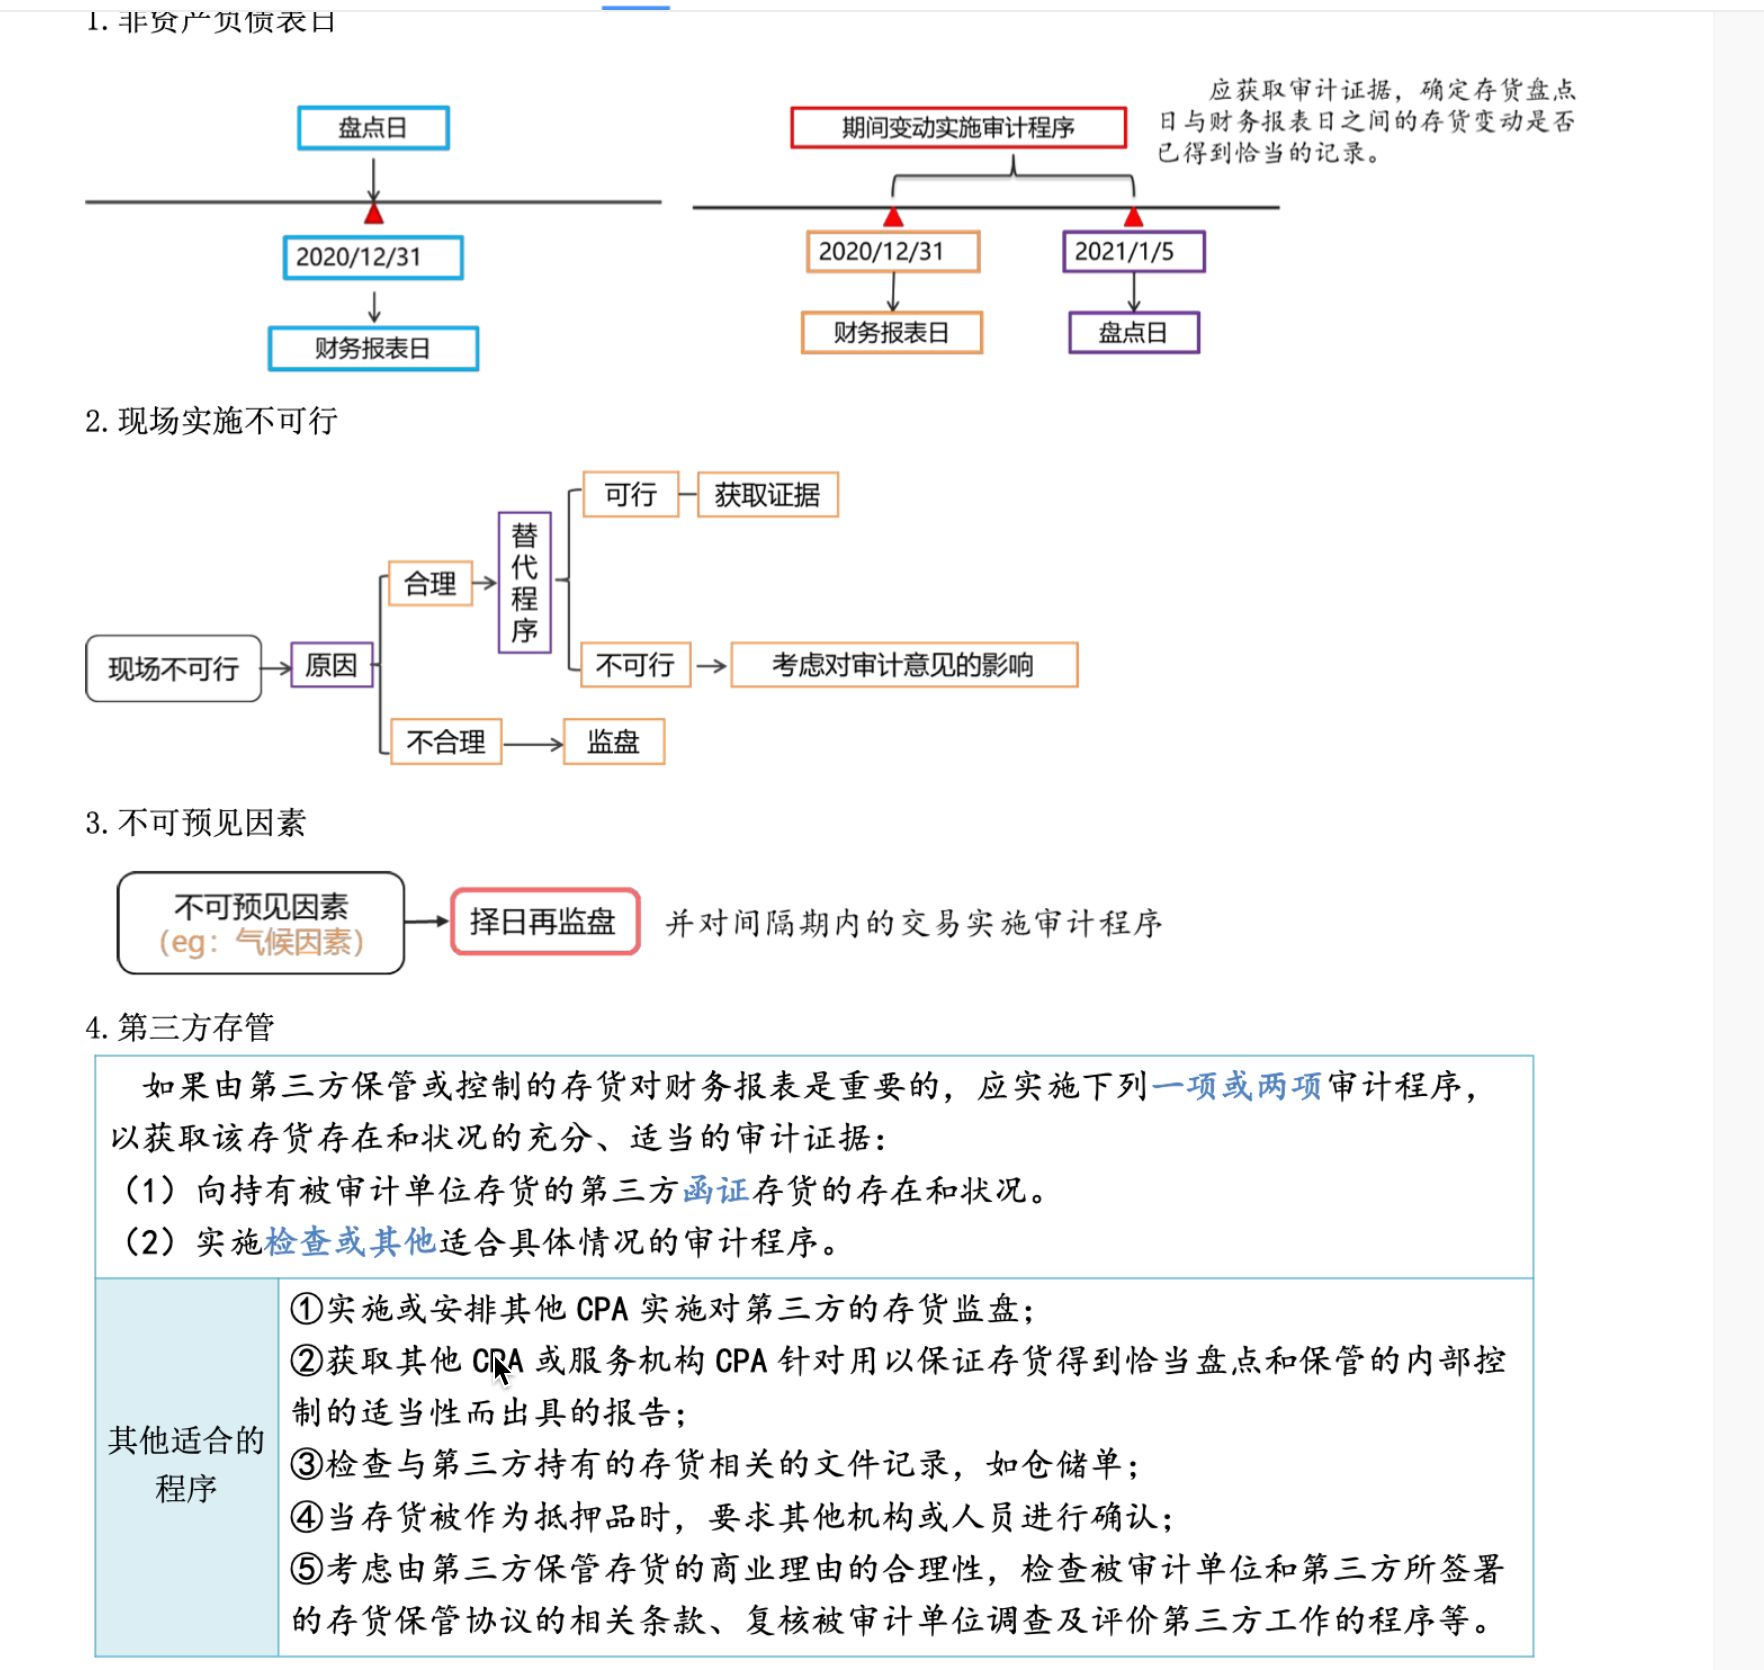 1. 非资产负债表日
应获取审计证据，确定存货盘点
日与财务报表日之间的存货变动是否
已得到恰当的记录。
盘点日
期间变动实施审计程序
2020/12/31
2020/12/31
2021/1/5
财务报表日
财务报表日
盘点日
2. 现场实施不可行
可行
获取证据
替代程序
合理
现场不可行
原因
不可行
考虑对审计意见的影响
不合理
监盘
3. 不可预见因素
不可预见因素
（eg：气候因素）
择日再监盘
并对间隔期内的交易实施审计程序
4. 第三方存管
如果由第三方保管或控制的存货对财务报表是重要的，应实施下列一项或两项审计程序，
以获取该存货存在和状况的充分、适当的审计证据：
（1）向持有被审计单位存货的第三方函证存货的存在和状况。
（2）实施检查或其他适合具体情况的审计程序。
其他适合的
程序
①实施或安排其他 CPA 实施对第三方的存货监盘；
②获取其他 CPA 或服务机构 CPA 针对用以保证存货得到恰当盘点和保管的内部控
制的适当性而出具的报告；
③检查与第三方持有的存货相关的文件记录，如仓储单；
④当存货被作为抵押品时，要求其他机构或人员进行确认；
⑤考虑由第三方保管存货的商业理由的合理性，检查被审计单位和第三方所签署
的存货保管协议的相关条款、复核被审计单位调查及评价第三方工作的程序等。